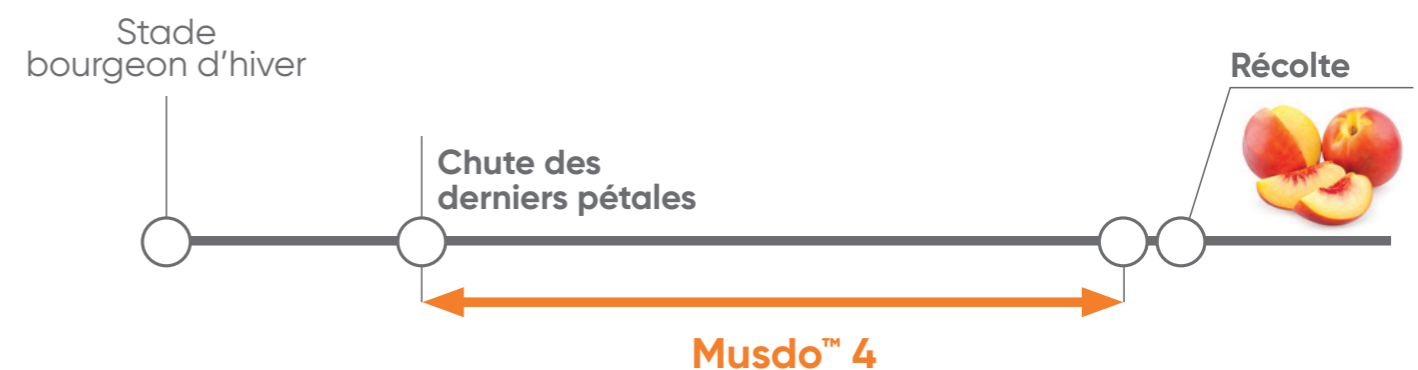 Stade
bourgeon d’hiver
Récolte
Chute des
derniers pétales
Musdo™ 4